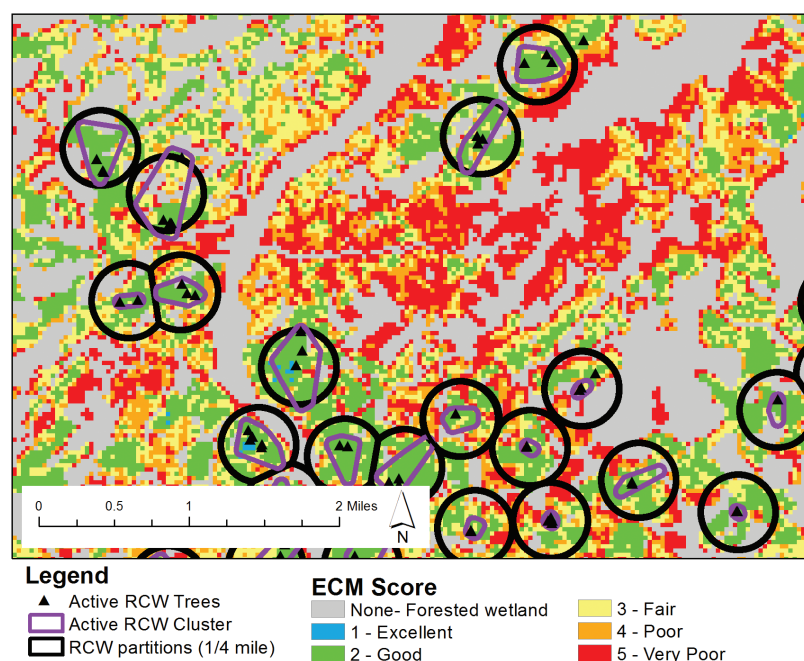 0 0.5 1 2 Miles
N
Legend
Active RCW Trees
Active RCW Cluster
RCW partitions (1/4 mile)
ECM Score
None- Forested wetland
1 - Excellent
2 - Good
3 - Fair
4 - Poor
5 - Very Poor